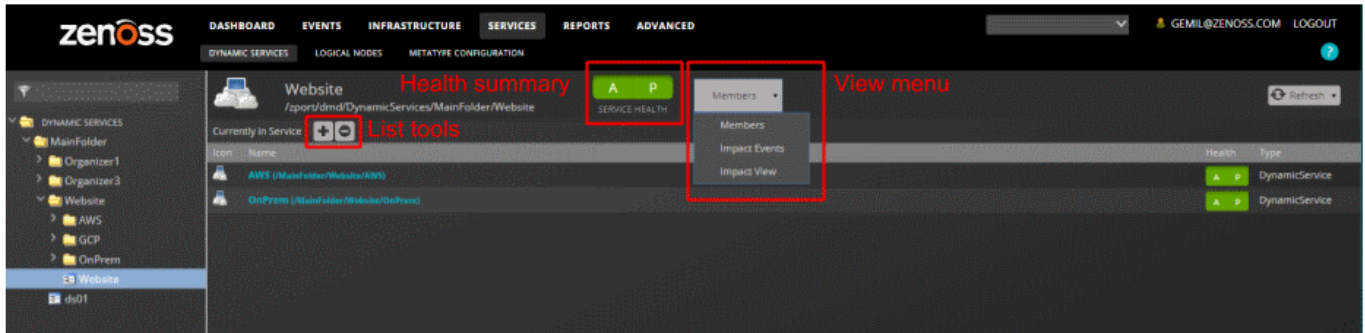 zenoss
DASHBOARD EVENTS INFRASTRUCTURE SERVICES REPORTS ADVANCED
GEMIL@ZENOSS.COM LOGOUT
DYNAMIC SERVICES LOGICAL NODES METATYPE CONFIGURATION
?
DYNAMIC SERVICES
MainFolder
Organizer1
Organizer3
Website
AWS
GCP
OnPrem
Website
ds01
Website
/zport/dmd/DynamicServices/MainFolder/Website
Health summary
A P
SERVICE HEALTH
Members
View menu
Refresh
Currently in Service
List tools
Members
Impact Events
Impact View
Icon Name Health Type
AWS (/MainFolder/Website/AWS) A P DynamicService
OnPrem (/MainFolder/Website/OnPrem) A P DynamicService